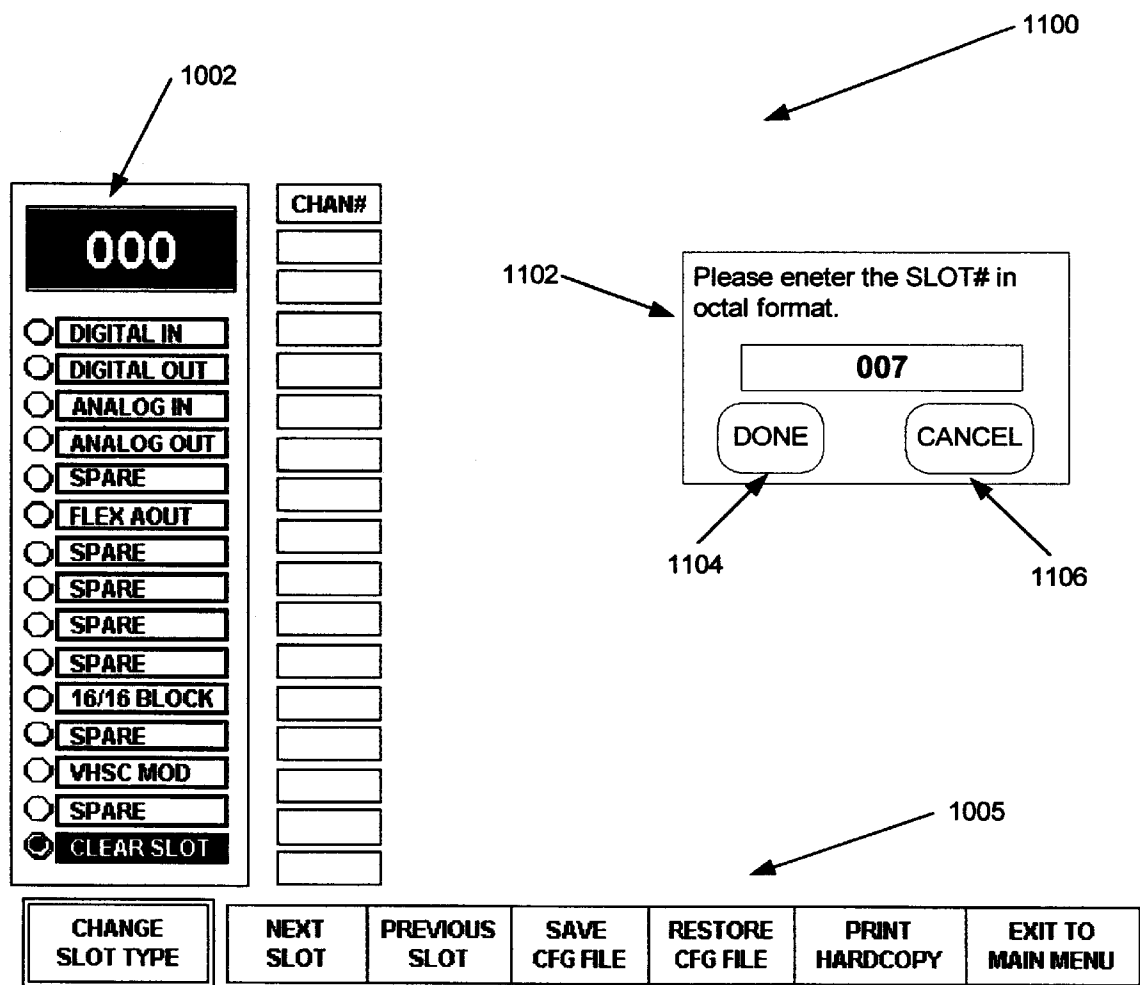 1100
1002
000
CHAN#
1102
Please eneter the SLOT# in
octal format.
007
DONE
CANCEL
1104
1106
DIGITAL IN
DIGITAL OUT
ANALOG IN
ANALOG OUT
SPARE
FLEX AOUT
SPARE
SPARE
SPARE
SPARE
16/16 BLOCK
SPARE
VHSC MOD
SPARE
CLEAR SLOT
1005
CHANGE
SLOT TYPE
NEXT
SLOT
PREVIOUS
SLOT
SAVE
CFG FILE
RESTORE
CFG FILE
PRINT
HARDCOPY
EXIT TO
MAIN MENU